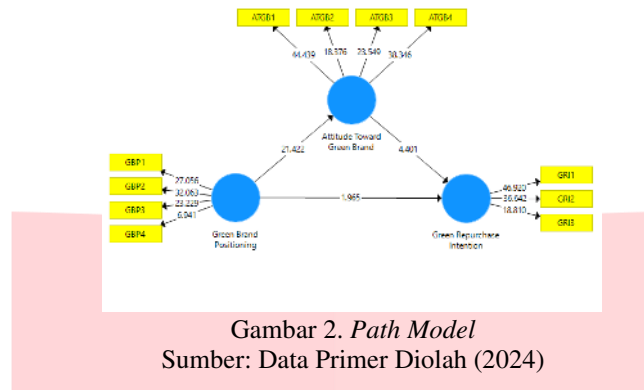 ATGB1 ATGB2 ATGB3 ATGB4
44.439 18.376 23.549 38.346
Attitude Toward
Green Brand
21.422 4.401
GBP1
GBP2
GBP3
GBP4
27.056
32.063
23.229
6.941
Green Brand
Positioning
1.965
46.920
36.642
18.810
GRI1
GRI2
GRI3
Green Repurchase
Intention
Gambar 2. Path Model
Sumber: Data Primer Diolah (2024)